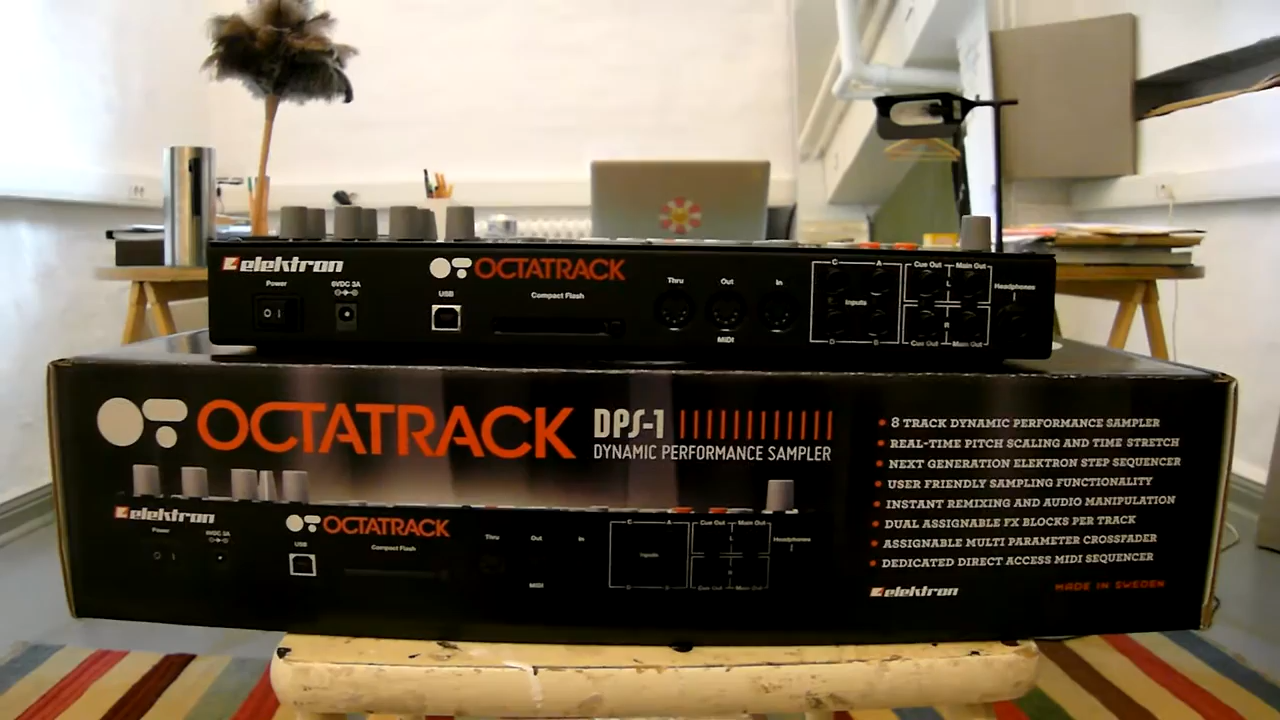 elektron
OCTATRACK
Power
6VDC 3A
USB
Compact Flash
Thru
Out
In
MIDI
C
A
Inputs
D
B
Cue Out
Main Out
L
R
Cue Out
Main Out
Headphones
OCTATRACK
DPS-1
DYNAMIC PERFORMANCE SAMPLER
8 TRACK DYNAMIC PERFORMANCE SAMPLER
REAL-TIME PITCH SCALING AND TIME STRETCH
NEXT GENERATION ELEKTRON STEP SEQUENCER
USER FRIENDLY SAMPLING FUNCTIONALITY
INSTANT REMIXING AND AUDIO MANIPULATION
DUAL ASSIGNABLE FX BLOCKS PER TRACK
ASSIGNABLE MULTI PARAMETER CROSSFADER
DEDICATED DIRECT ACCESS MIDI SEQUENCER
elektron
MADE IN SWEDEN
elektron
OCTATRACK
Power
6VDC 3A
USB
Compact Flash
Thru
Out
In
MIDI
C
A
Inputs
Cue Out
Main Out
L
Cue Out
Main Out
Headphones